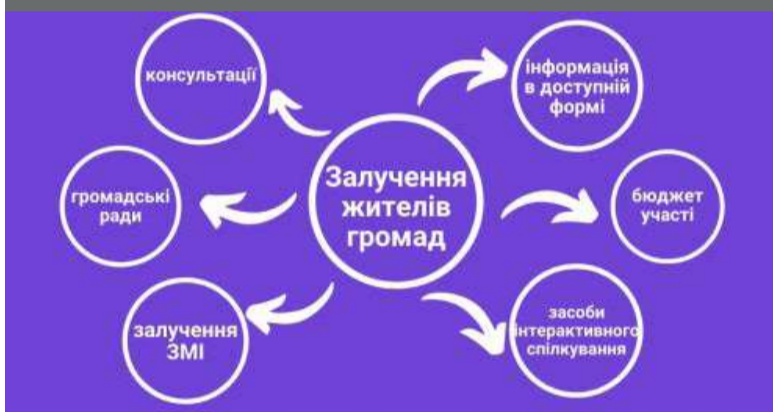 консультації
інформація
в доступній
формі
Залучення
жителів
громад
громадські
ради
бюджет
участі
залучення
ЗМІ
засоби
інтерактивного
спілкування